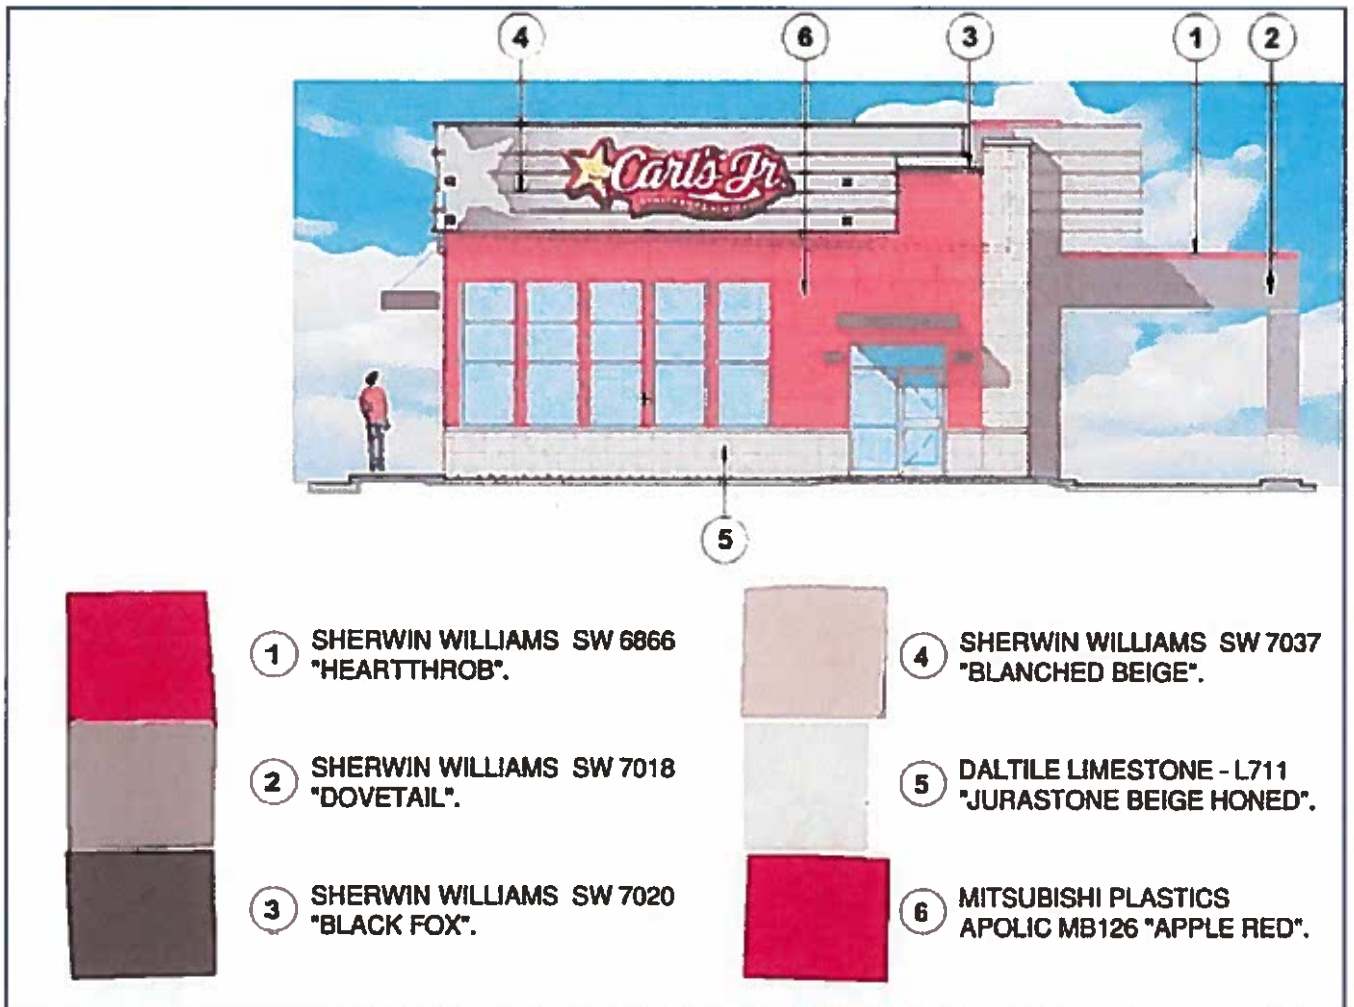 4 6 3 1 2
Carl's Jr.
5
1 SHERWIN WILLIAMS SW 6866
"HEARTTHROB".
2 SHERWIN WILLIAMS SW 7018
"DOVETAIL".
3 SHERWIN WILLIAMS SW 7020
"BLACK FOX".
4 SHERWIN WILLIAMS SW 7037
"BLANCHED BEIGE".
5 DALTILE LIMESTONE - L711
"JURASTONE BEIGE HONED".
6 MITSUBISHI PLASTICS
APOLIC MB126 "APPLE RED".